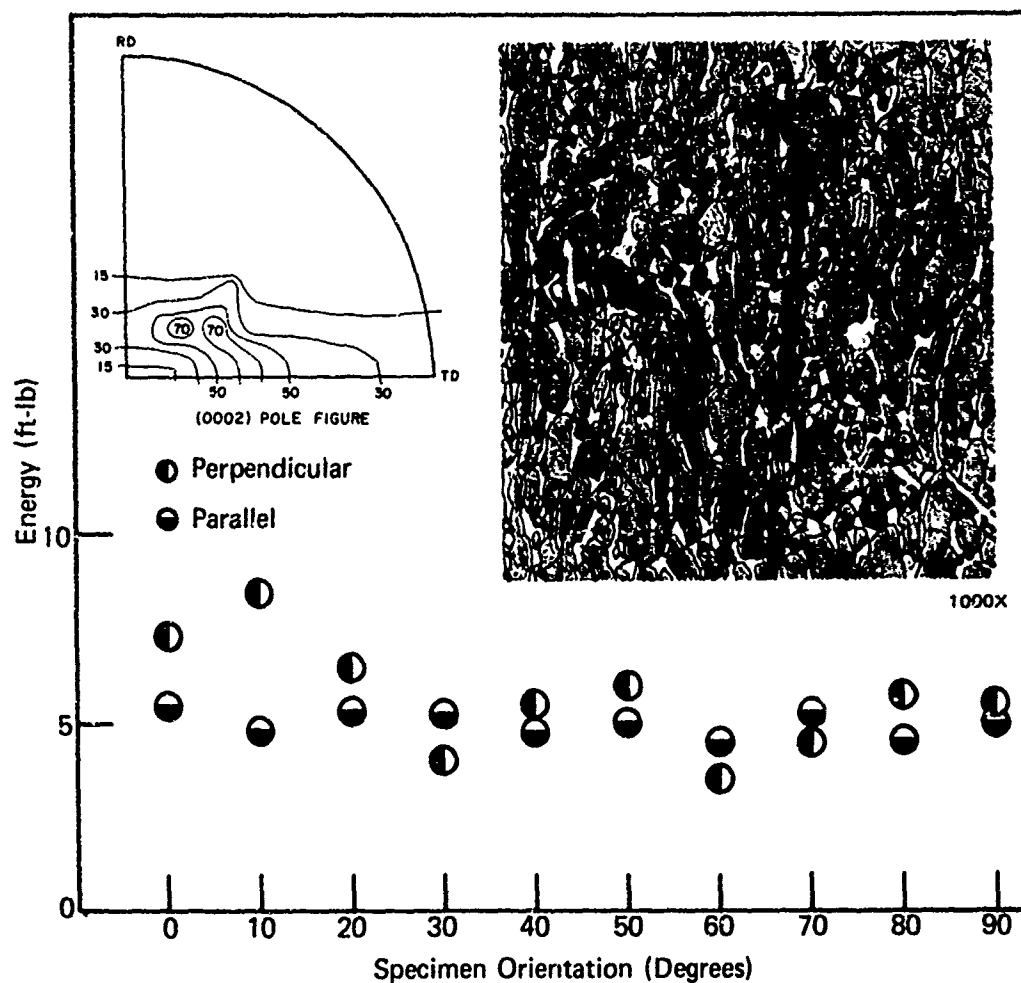 RD
15
30
70 70
30
15
50 50 30
TD
(0002) POLE FIGURE
Perpendicular
Parallel
1000X
Energy (ft-lb)
10
5
0
0 10 20 30 40 50 60 70 80 90
Specimen Orientation (Degrees)